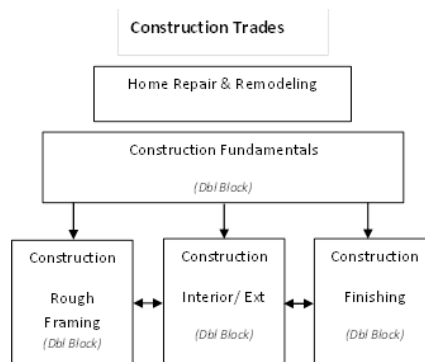 Construction Trades
Home Repair & Remodeling
Construction Fundamentals
(Dbl Block)
Construction
Rough
Framing
(Dbl Block)
Construction
Interior/ Ext
(Dbl Block)
Construction
Finishing
(Dbl Block)